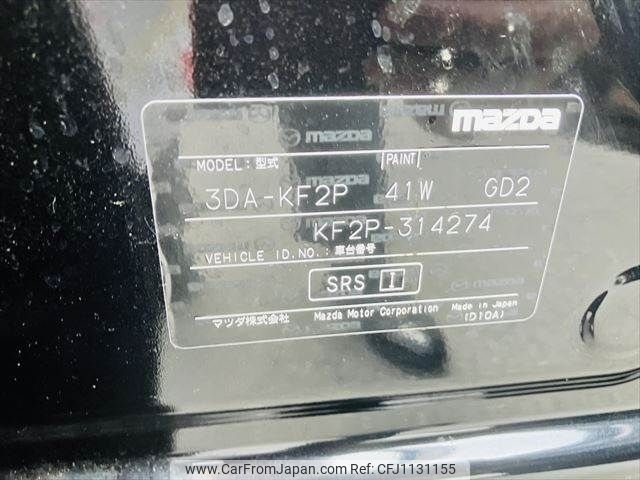 mazda
MODEL: 型式 PAINT
3DA-KF2P 41W GD2
KF2P-314274
VEHICLE ID.NO.: 車台番号
SRS I
マツダ株式会社 Mazda Motor Corporation Made in Japan
(D10A)
www.CarFromJapan.com - Ref.No: CFJ1131155